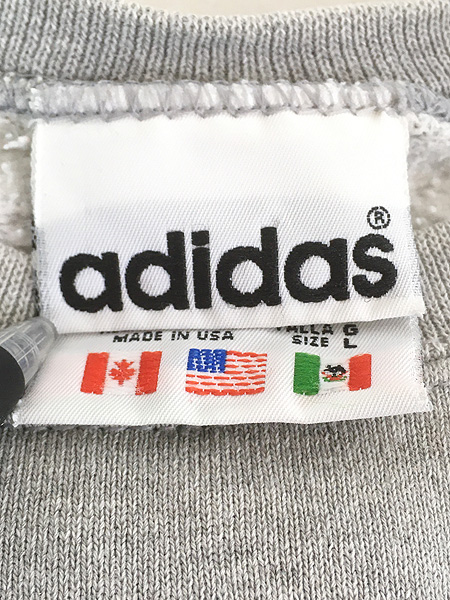 adidas®
MADE IN USA
TALLA G
SIZE L